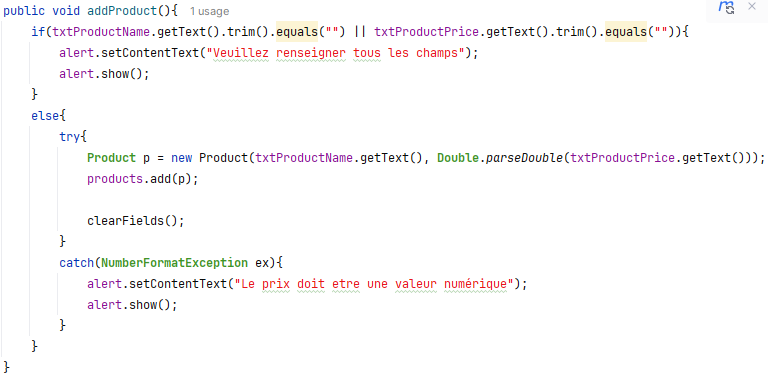 public void addProduct(){ 1 usage
if(txtProductName.getText().trim().equals("") || txtProductPrice.getText().trim().equals("")){
alert.setContentText("Veuillez renseigner tous les champs");
alert.show();
}
else{
try{
Product p = new Product(txtProductName.getText(), Double.parseDouble(txtProductPrice.getText()));
products.add(p);
clearFields();
}
catch(NumberFormatException ex){
alert.setContentText("Le prix doit etre une valeur numérique");
alert.show();
}
}
}